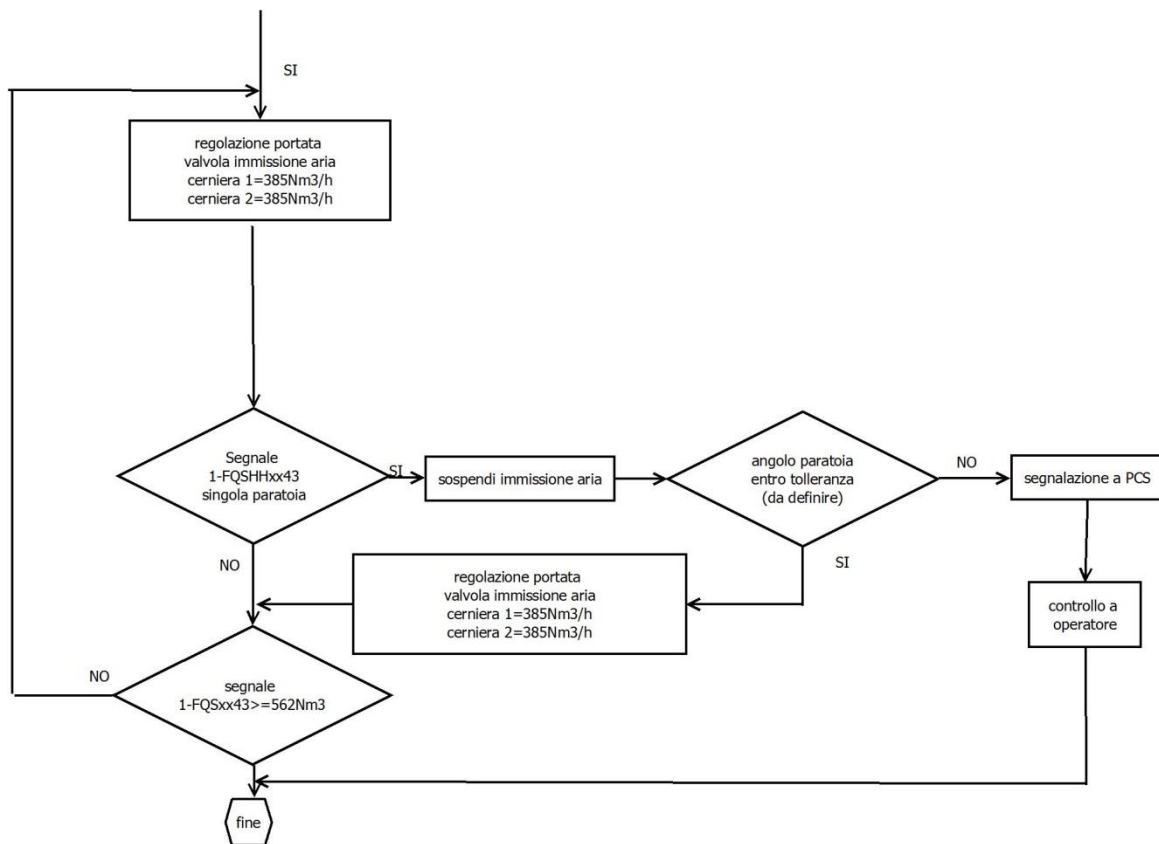 SI
regolazione portata
valvola immissione aria
cerniera 1=385Nm3/h
cerniera 2=385Nm3/h
Segnale
1-FQSHHxx43
singola paratoia
SI
sospendi immissione aria
angolo paratoia
entro tolleranza
(da definire)
NO
segnalazione a PCS
NO
SI
regolazione portata
valvola immissione aria
cerniera 1=385Nm3/h
cerniera 2=385Nm3/h
controllo a
operatore
NO
segnale
1-FQSxx43>=562Nm3
fine